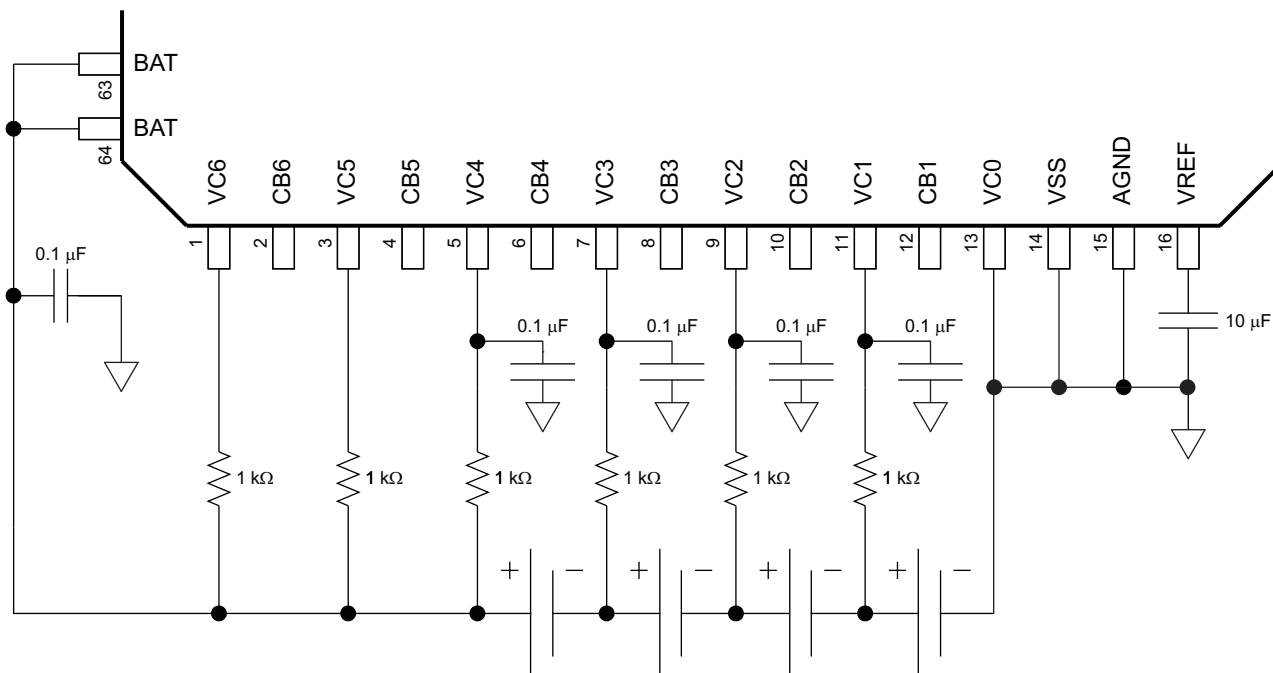 BAT
63
BAT
64
VC6
CB6
VC5
CB5
VC4
CB4
VC3
CB3
VC2
CB2
VC1
CB1
VC0
VSS
AGND
VREF
1
2
3
4
5
6
7
8
9
10
11
12
13
14
15
16
0.1 μF
0.1 μF
0.1 μF
0.1 μF
0.1 μF
10 μF
1 kΩ
1 kΩ
1 kΩ
1 kΩ
1 kΩ
1 kΩ
+ −
+ −
+ −
+ −